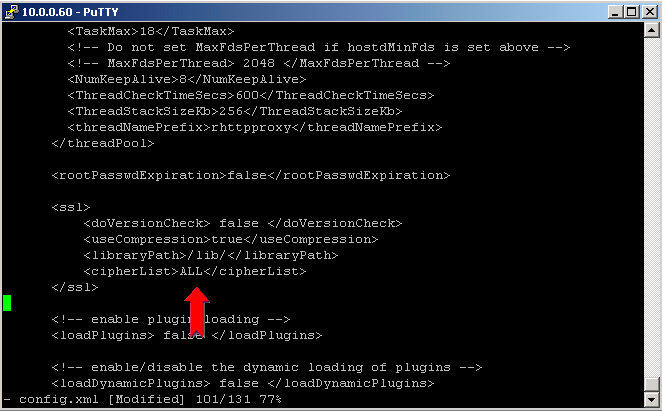 10.0.0.60 - PuTTY
<TaskMax>18</TaskMax>
<!-- Do not set MaxFdsPerThread if hostdMinFds is set above -->
<!-- MaxFdsPerThread> 2048 </MaxFdsPerThread -->
<NumKeepAlive>8</NumKeepAlive>
<ThreadCheckTimeSecs>600</ThreadCheckTimeSecs>
<ThreadStackSizeKb>256</ThreadStackSizeKb>
<threadNamePrefix>rhttpproxy</threadNamePrefix>
</threadPool>
<rootPasswdExpiration>false</rootPasswdExpiration>
<ssl>
<doVersionCheck> false </doVersionCheck>
<useCompression>true</useCompression>
<libraryPath>/lib/</libraryPath>
<cipherList>ALL</cipherList>
</ssl>
<!-- enable plugin loading -->
<loadPlugins> false </loadPlugins>
<!-- enable/disable the dynamic loading of plugins -->
<loadDynamicPlugins> false </loadDynamicPlugins>
- config.xml [Modified] 101/131 77%